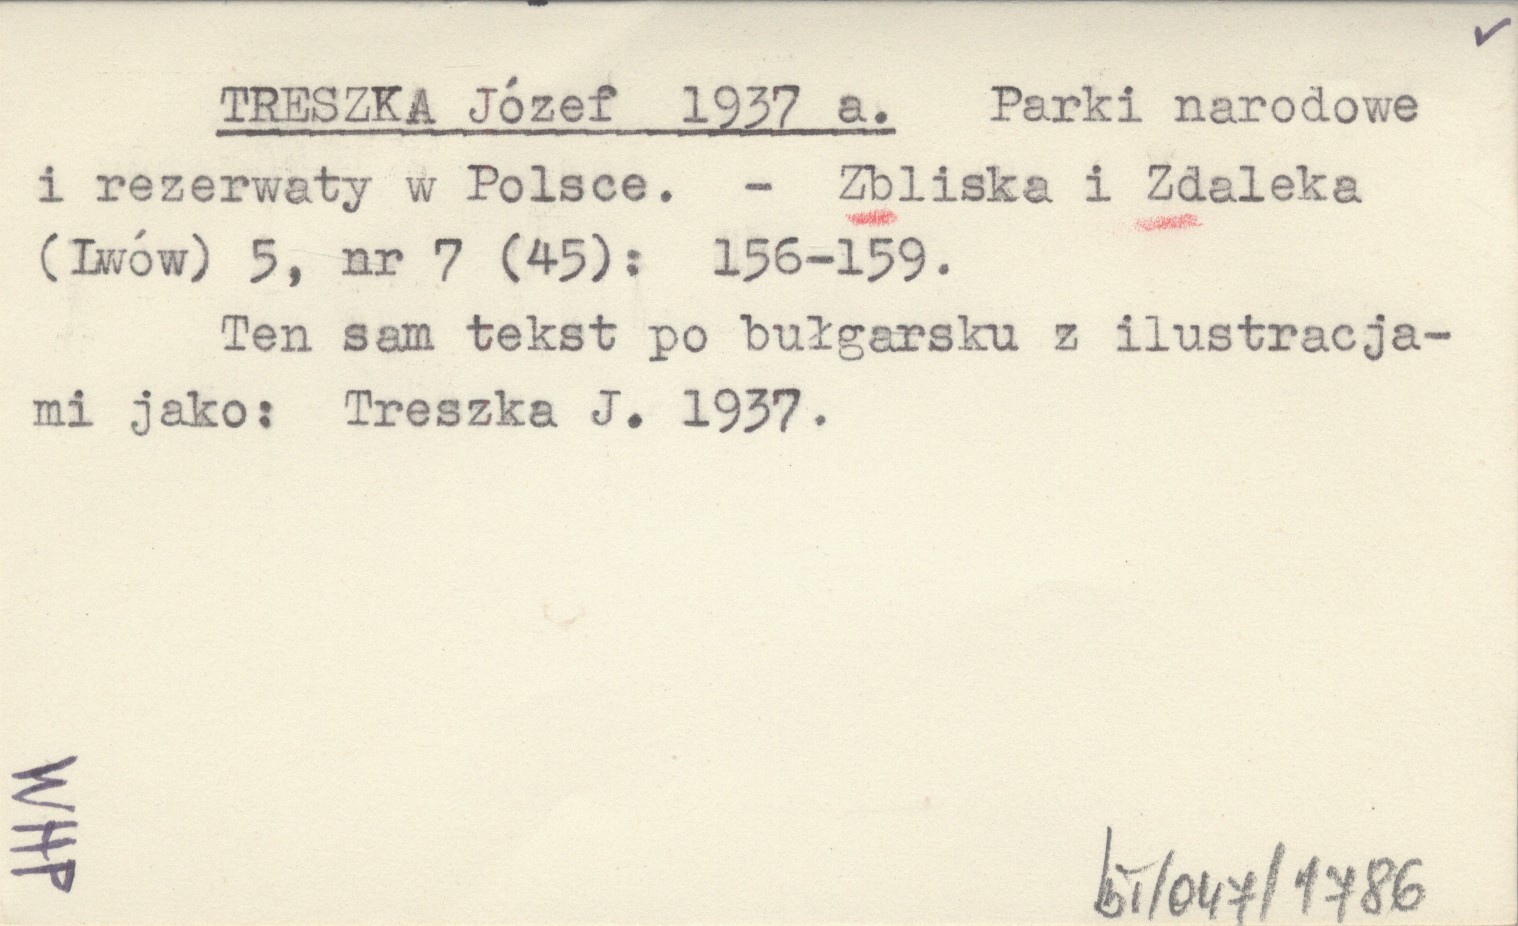 TRESZKA Józef 1937 a. Parki narodowe
i rezerwaty w Polsce. - Zbliska i Zdaleka
(Lwów) 5, nr 7 (45): 156-159.
Ten sam tekst po bułgarsku z ilustracja-
mi jako: Treszka J. 1937.
WHP
/047/1786